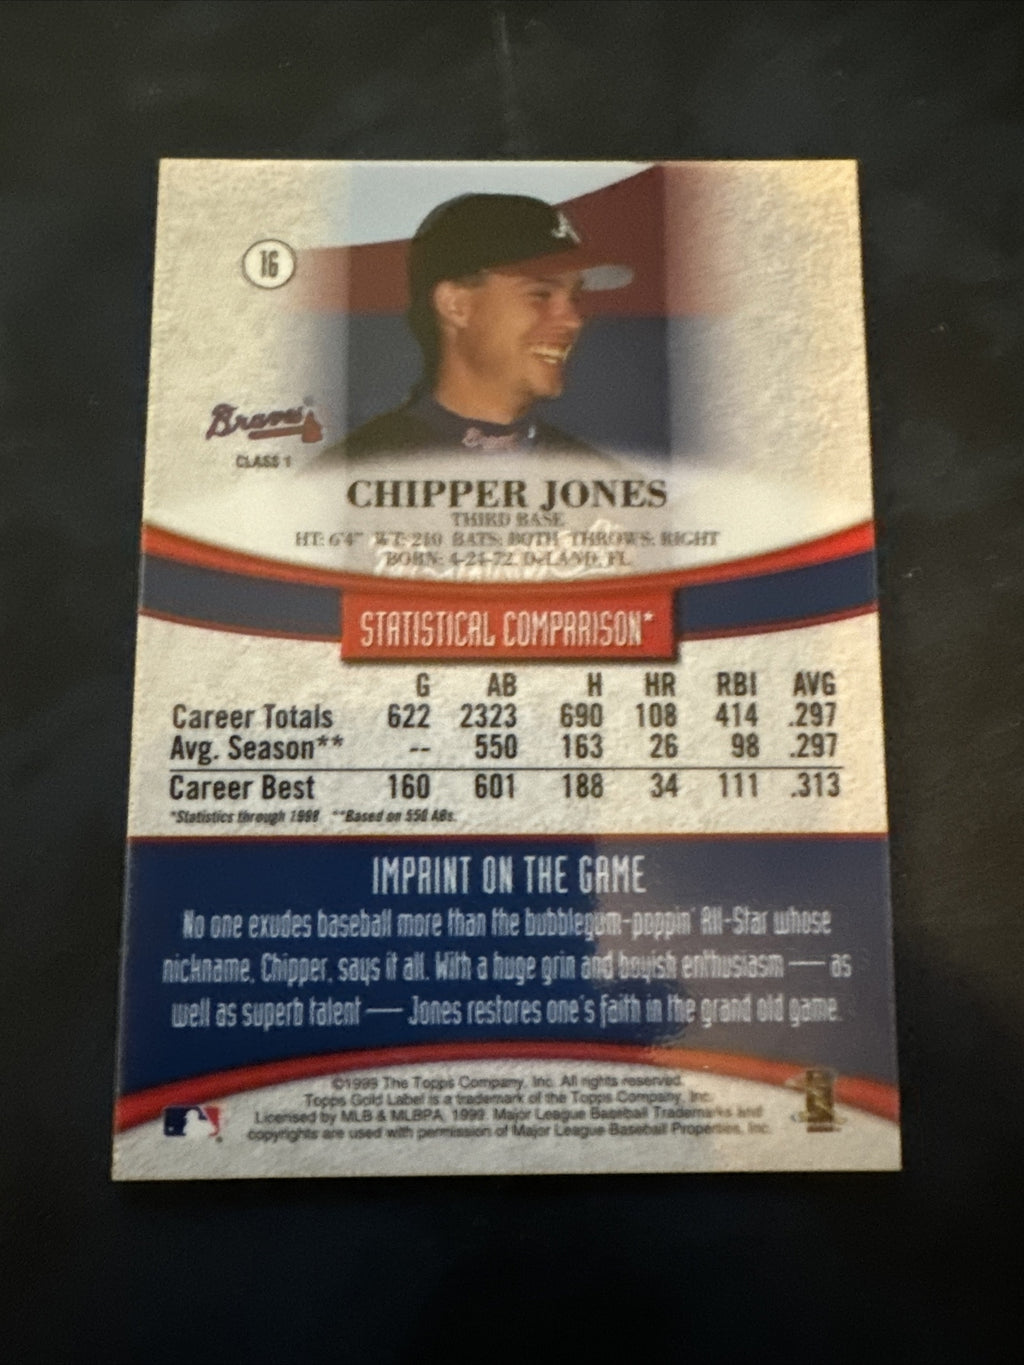 16
A
Braves
CLASS 1
CHIPPER JONES
THIRD BASE
HT: 6'4" WT: 210 BATS: BOTH THROWS: RIGHT
BORN: 4-24-72, DeLAND, FL
STATISTICAL COMPARISON*
G AB H HR RBI AVG
Career Totals 622 2323 690 108 414 .297
Avg. Season** -- 550 163 26 98 .297
Career Best 160 601 188 34 111 .313
*Statistics through 1998 **Based on 550 ABs.
IMPRINT ON THE GAME
No one exudes baseball more than the bubblegum-poppin' All-Star whose
nickname, Chipper, says it all. With a huge grin and boyish enthusiasm — as
well as superb talent — Jones restores one's faith in the grand old game.
©1999 The Topps Company, Inc. All rights reserved.
Topps Gold Label is a trademark of the Topps Company, Inc.
Licensed by MLB & MLBPA, 1999. Major League Baseball Trademarks and
copyrights are used with permission of Major League Baseball Properties, Inc.